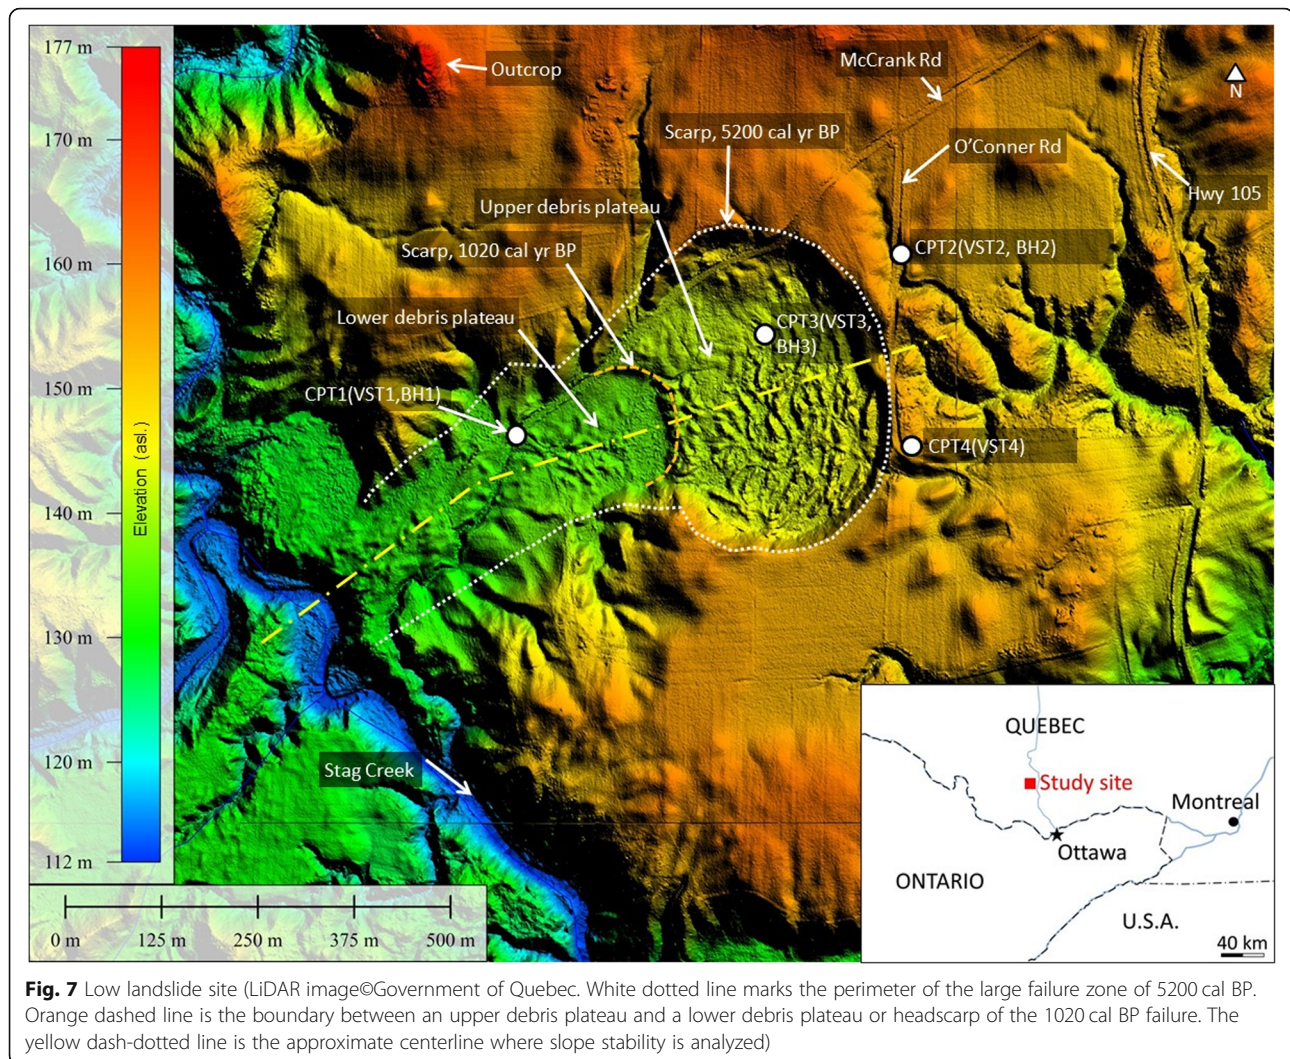 177 m
170 m
160 m
150 m
140 m
130 m
120 m
112 m
Elevation (asl.)
Outcrop
McCrank Rd
N
Scarp, 5200 cal yr BP
O'Conner Rd
Hwy 105
Upper debris plateau
Scarp, 1020 cal yr BP
CPT2(VST2, BH2)
Lower debris plateau
CPT3(VST3,
BH3)
CPT1(VST1,BH1)
CPT4(VST4)
Stag Creek
0 m
125 m
250 m
375 m
500 m
QUEBEC
Study site
Montreal
Ottawa
ONTARIO
U.S.A.
40 km
Fig. 7 Low landslide site (LiDAR image©Government of Quebec. White dotted line marks the perimeter of the large failure zone of 5200 cal BP.
Orange dashed line is the boundary between an upper debris plateau and a lower debris plateau or headscarp of the 1020 cal BP failure. The
yellow dash-dotted line is the approximate centerline where slope stability is analyzed)